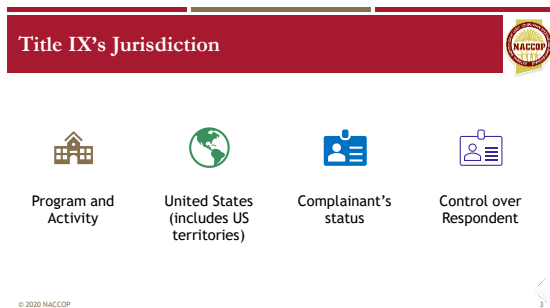 Title IX's Jurisdiction
NACCOP
Program and
Activity
United States
(includes US
territories)
Complainant's
status
Control over
Respondent
© 2020 NACCOP
3